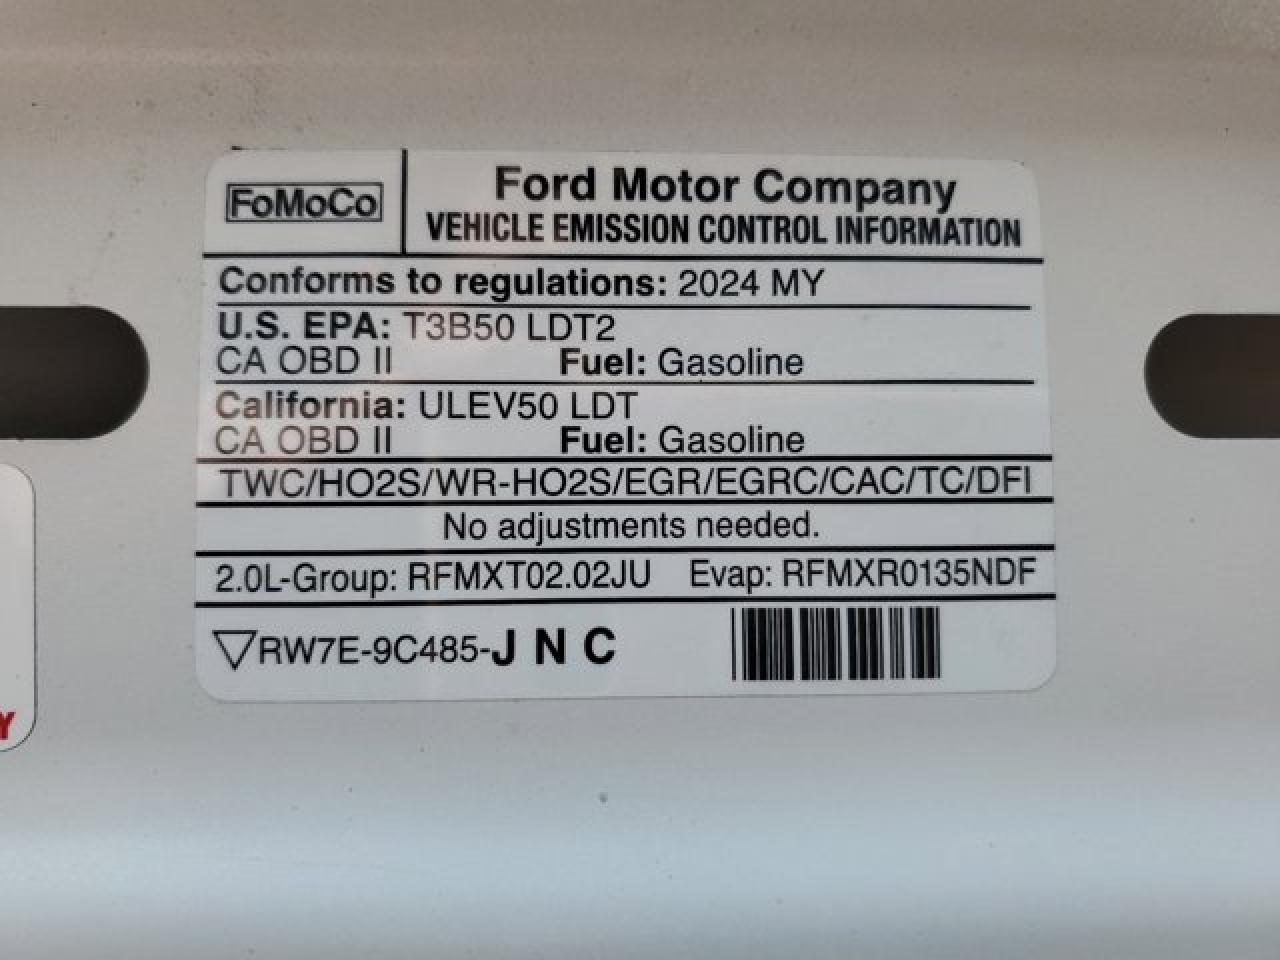 FoMoCo
Ford Motor Company
VEHICLE EMISSION CONTROL INFORMATION
Conforms to regulations: 2024 MY
U.S. EPA: T3B50 LDT2
CA OBD II Fuel: Gasoline
California: ULEV50 LDT
CA OBD II Fuel: Gasoline
TWC/HO2S/WR-HO2S/EGR/EGRC/CAC/TC/DFI
No adjustments needed.
2.0L-Group: RFMXT02.02JU Evap: RFMXR0135NDF
RW7E-9C485-J N C
Y